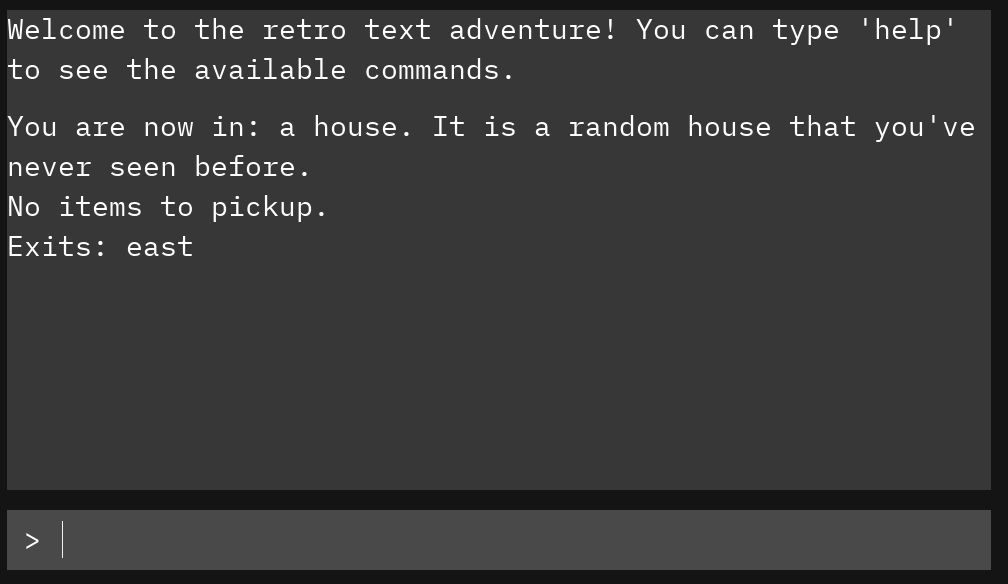 Welcome to the retro text adventure! You can type 'help'
to see the available commands.
You are now in: a house. It is a random house that you've
never seen before.
No items to pickup.
Exits: east
>